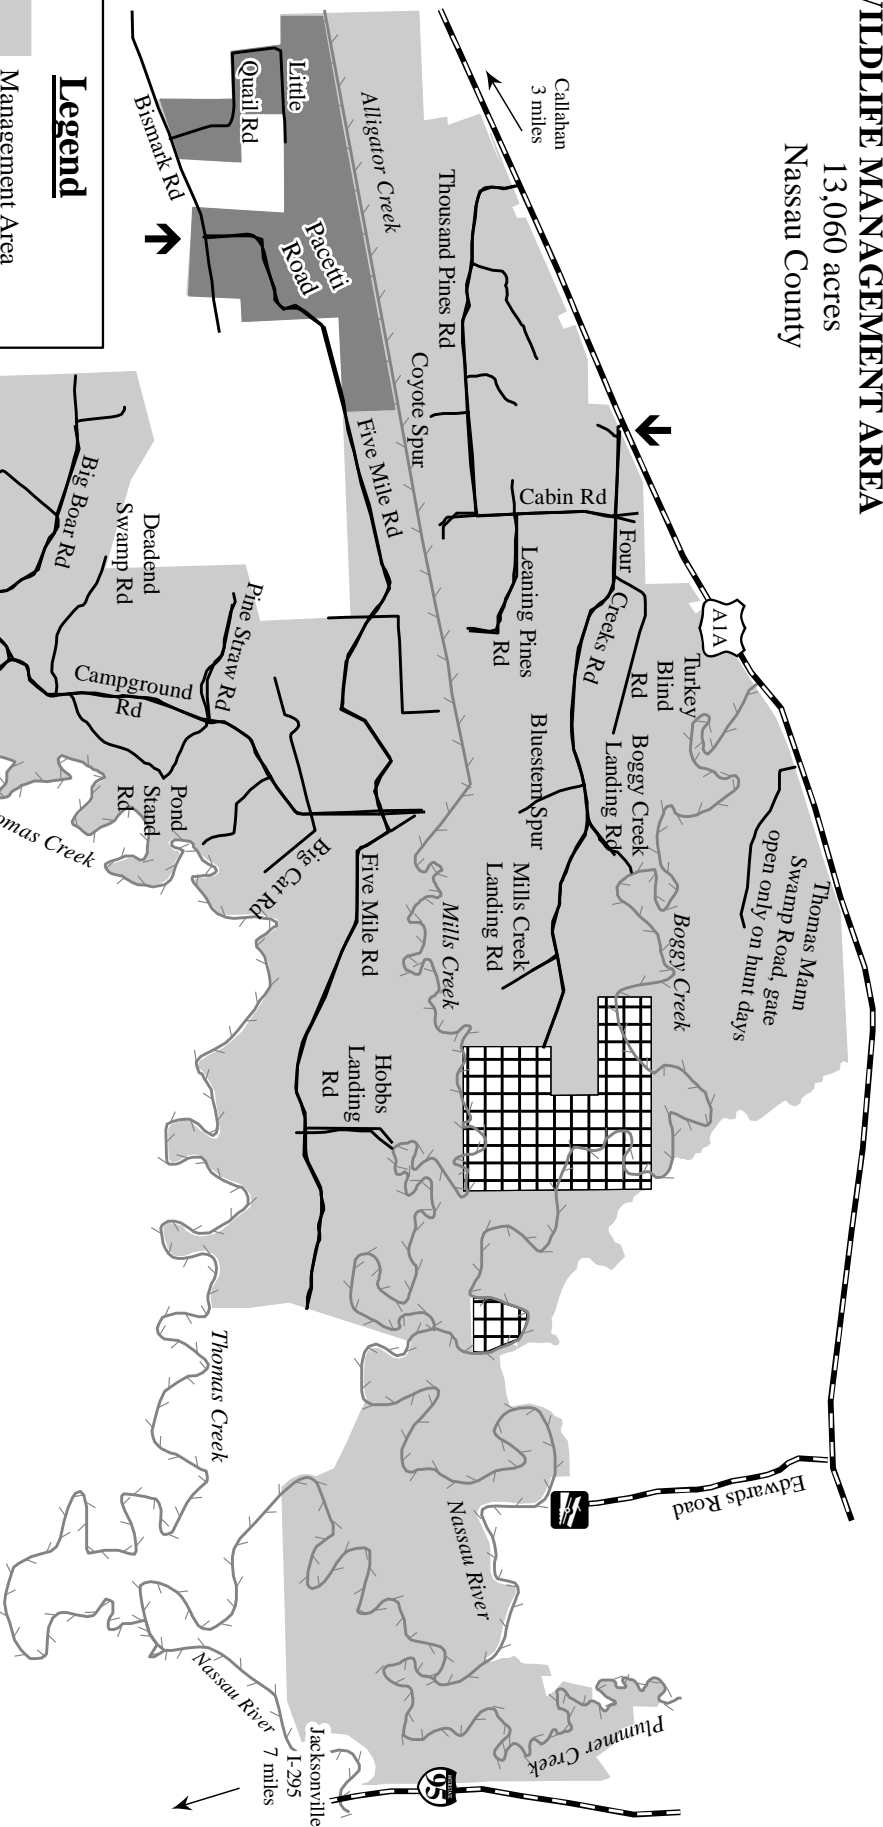 WILDLIFE MANAGEMENT AREA
13,060 acres
Nassau County
Callahan
3 miles
A1A
Thousand Pines Rd
Alligator Creek
Coyote Spur
Cabin Rd
Four
Creeks Rd
Leaning Pines
Rd
Turkey
Blind
Rd
Boggy Creek
Landing Rd
Bluestem Spur
Mills Creek
Landing Rd
Thomas Mann
Swamp Road, gate
open only on hunt days
Boggy Creek
Mills Creek
Little
Quail Rd
Bismark Rd
Pacetti
Road
Five Mile Rd
Five Mile Rd
Hobbs
Landing
Rd
Big Cat Rd
Pine Straw Rd
Campground
Rd
Deadend
Swamp Rd
Big Boar Rd
Pond
Stand
Rd
omas Creek
Thomas Creek
Nassau River
Nassau River
Edwards Road
Plummer Creek
95
Jacksonville
I-295
7 miles
Legend
Management Area